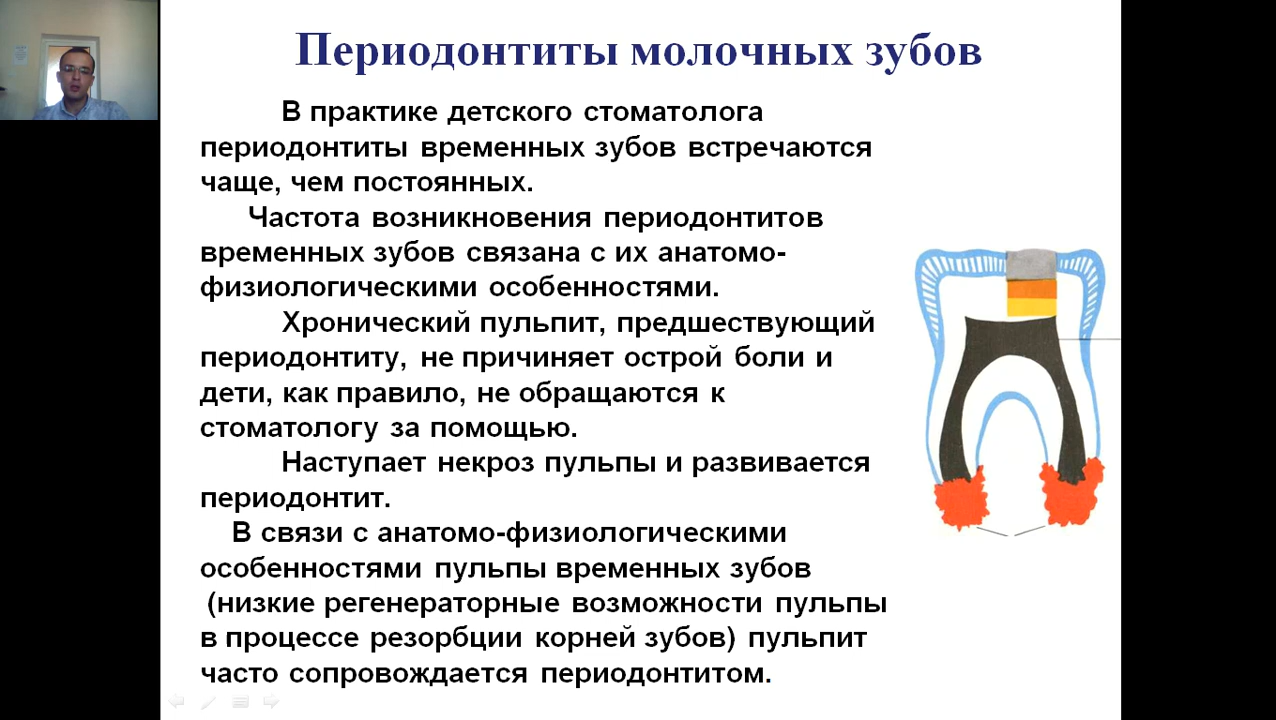 Периодонтиты молочных зубов
В практике детского стоматолога
периодонтиты временных зубов встречаются
чаще, чем постоянных.
Частота возникновения периодонтитов
временных зубов связана с их анатомо-
физиологическими особенностями.
Хронический пульпит, предшествующий
периодонтиту, не причиняет острой боли и
дети, как правило, не обращаются к
стоматологу за помощью.
Наступает некроз пульпы и развивается
периодонтит.
В связи с анатомо-физиологическими
особенностями пульпы временных зубов
(низкие регенераторные возможности пульпы
в процессе резорбции корней зубов) пульпит
часто сопровождается периодонтитом.